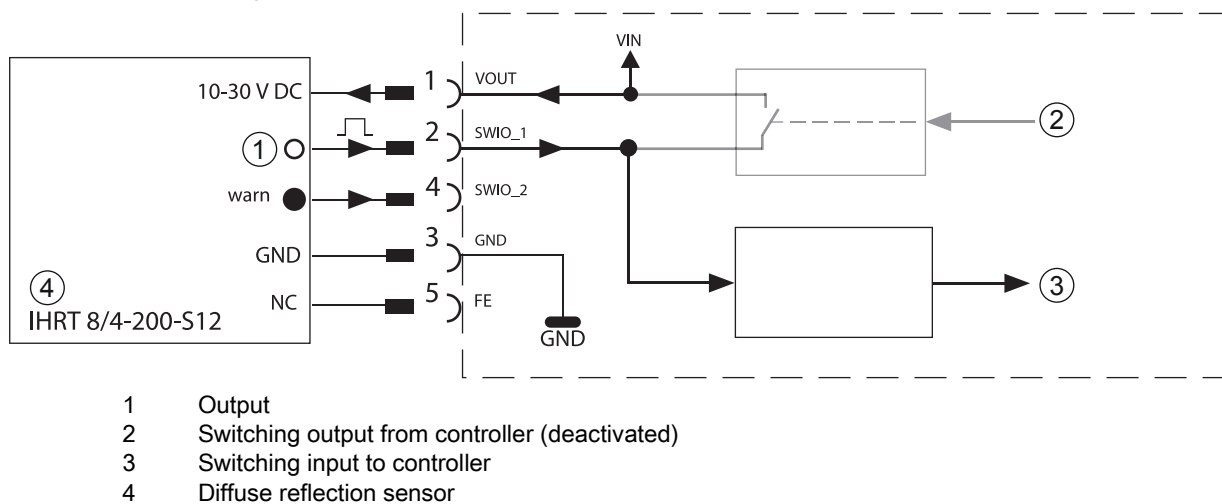 VIN
10-30 V DC 1 VOUT
2 SWIO_1 2
1
warn 4 SWIO_2
GND 3 GND
4 3
NC 5 FE
IHRT 8/4-200-S12
GND
1 Output
2 Switching output from controller (deactivated)
3 Switching input to controller
4 Diffuse reflection sensor